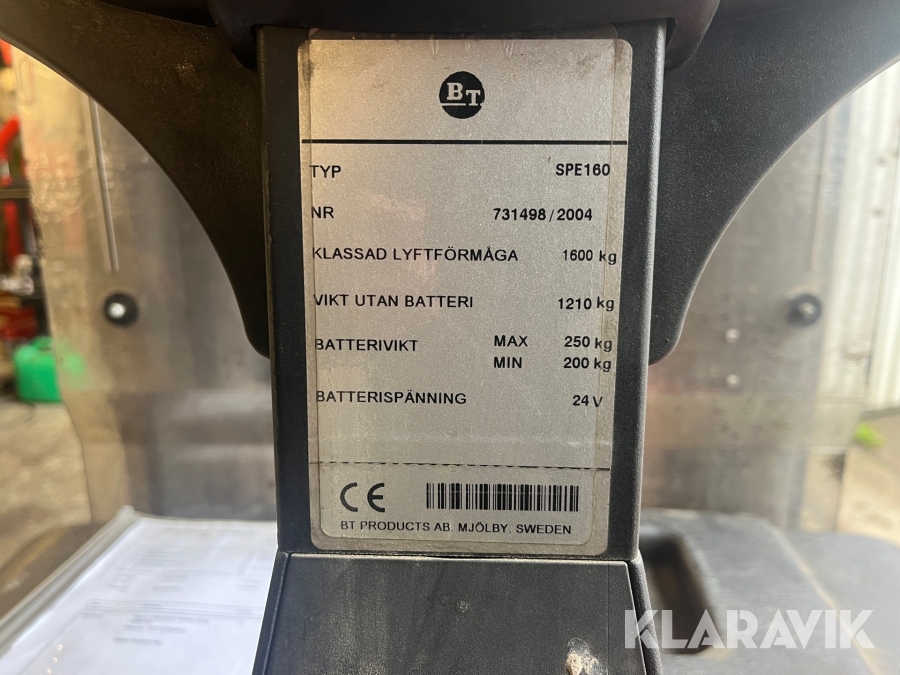 BT
TYP SPE160
NR 731498/2004
KLASSAD LYFTFÖRMÅGA 1600 kg
VIKT UTAN BATTERI 1210 kg
BATTERIVIKT MAX 250 kg
MIN 200 kg
BATTERISPÄNNING 24 V
CE
BT PRODUCTS AB. MJÖLBY. SWEDEN
KLARAVIK